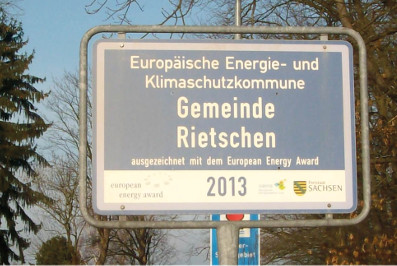 Europäische Energie- und
Klimaschutzkommune
Gemeinde
Rietschen
ausgezeichnet mit dem European Energy Award
european
energy award
2013
SACHSEN